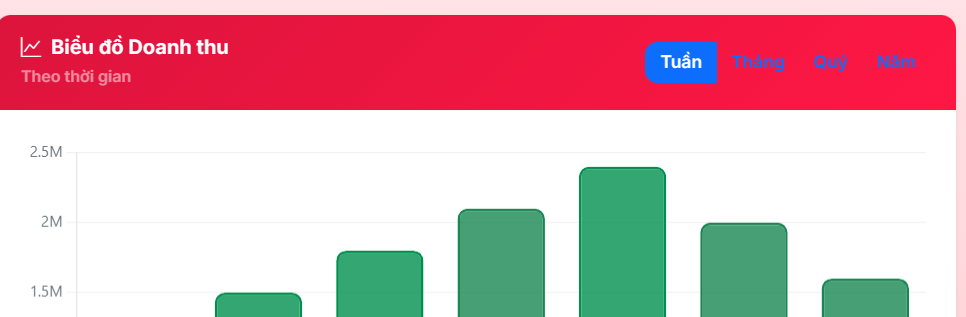 Biểu đồ Doanh thu
Theo thời gian
Tuần Tháng Quý Năm
2.5M
2M
1.5M